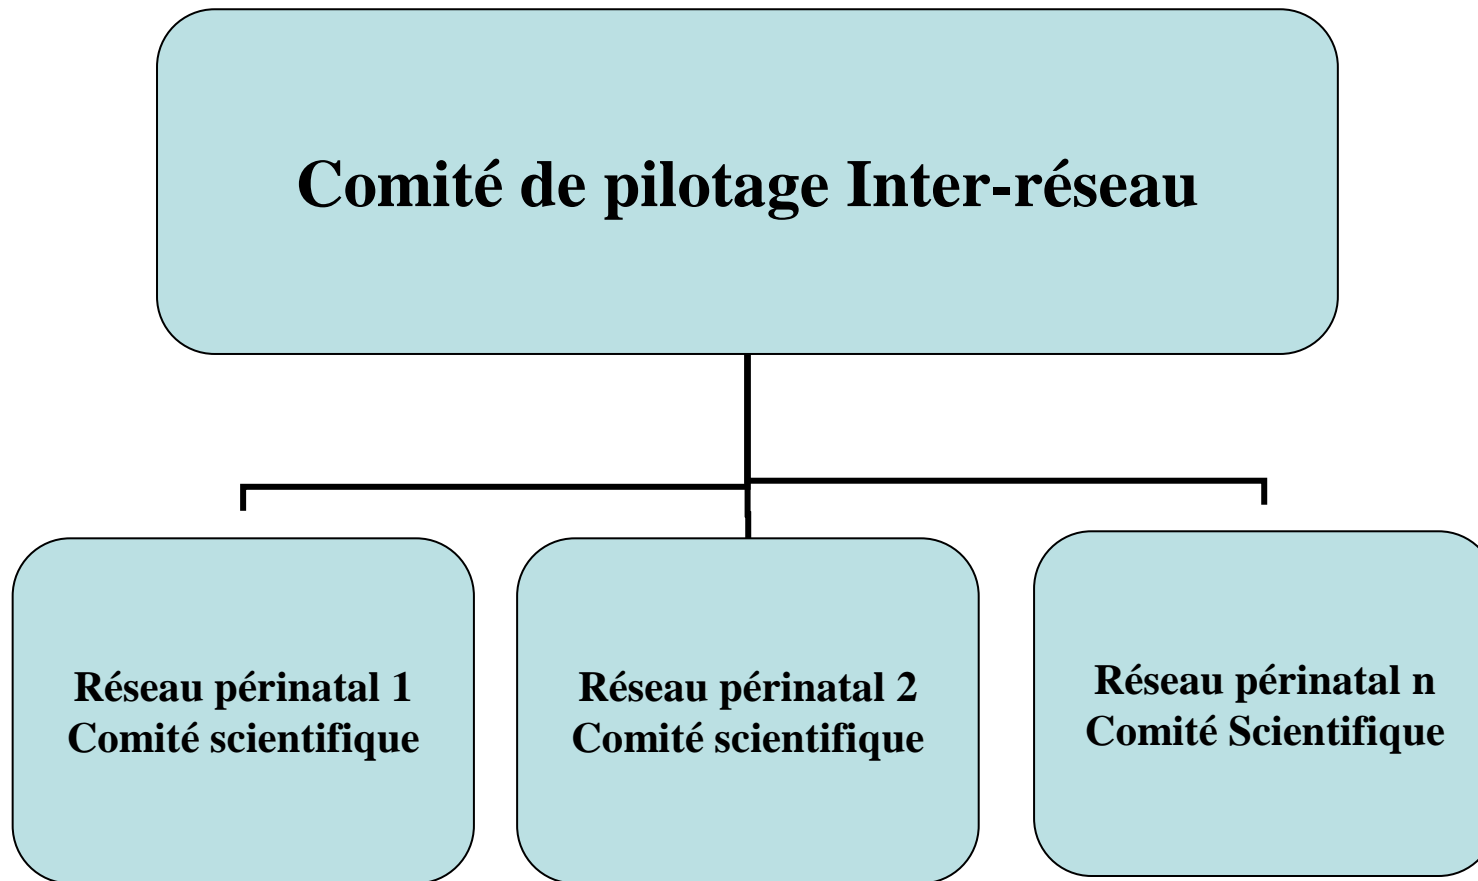 Comité de pilotage Inter-réseau
Réseau périnatal 1
Comité scientifique
Réseau périnatal 2
Comité scientifique
Réseau périnatal n
Comité Scientifique